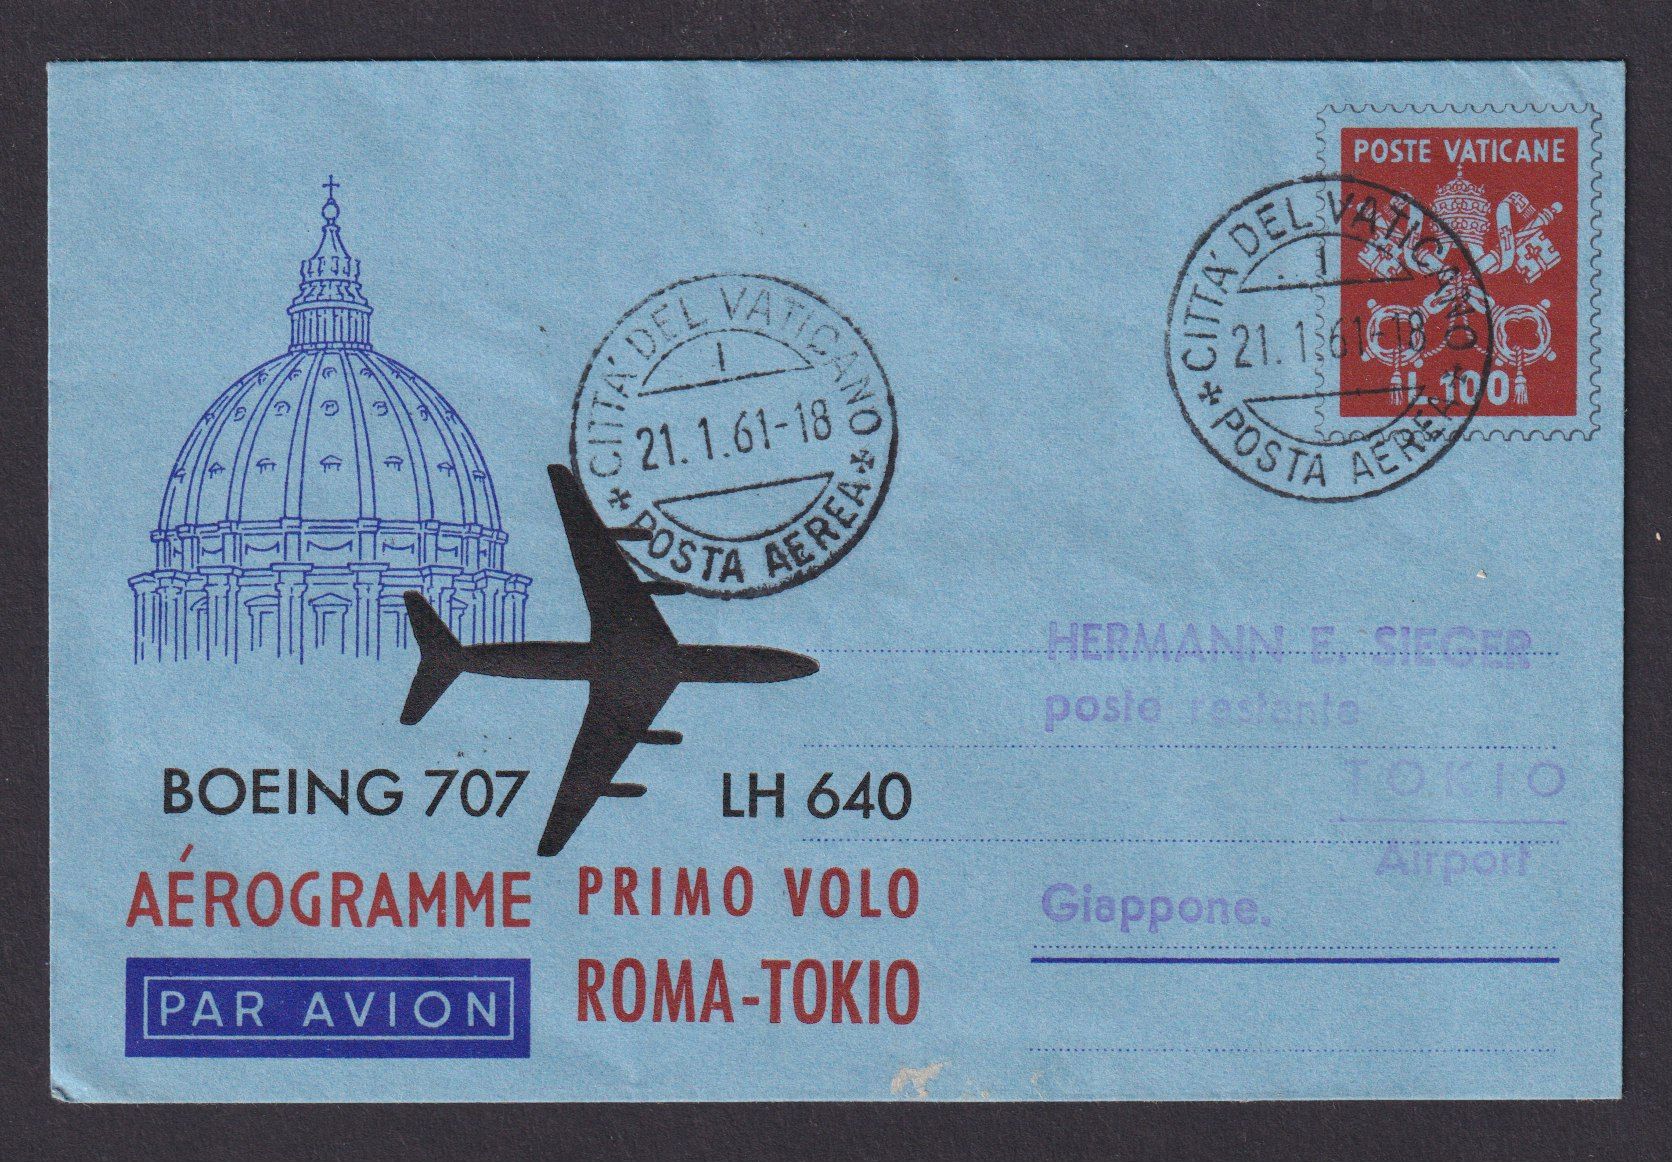 POSTE VATICANE
L.100
CITTA' DEL VATICANO
1
21.1.61-18
POSTA AEREA
CITTA' DEL VATICANO
1
21.1.61-18
POSTA AEREA
HERMANN E. SIEGER
poste restante
TOKIO
Airport
Giappone.
BOEING 707
LH 640
AÉROGRAMME
PRIMO VOLO
ROMA-TOKIO
PAR AVION